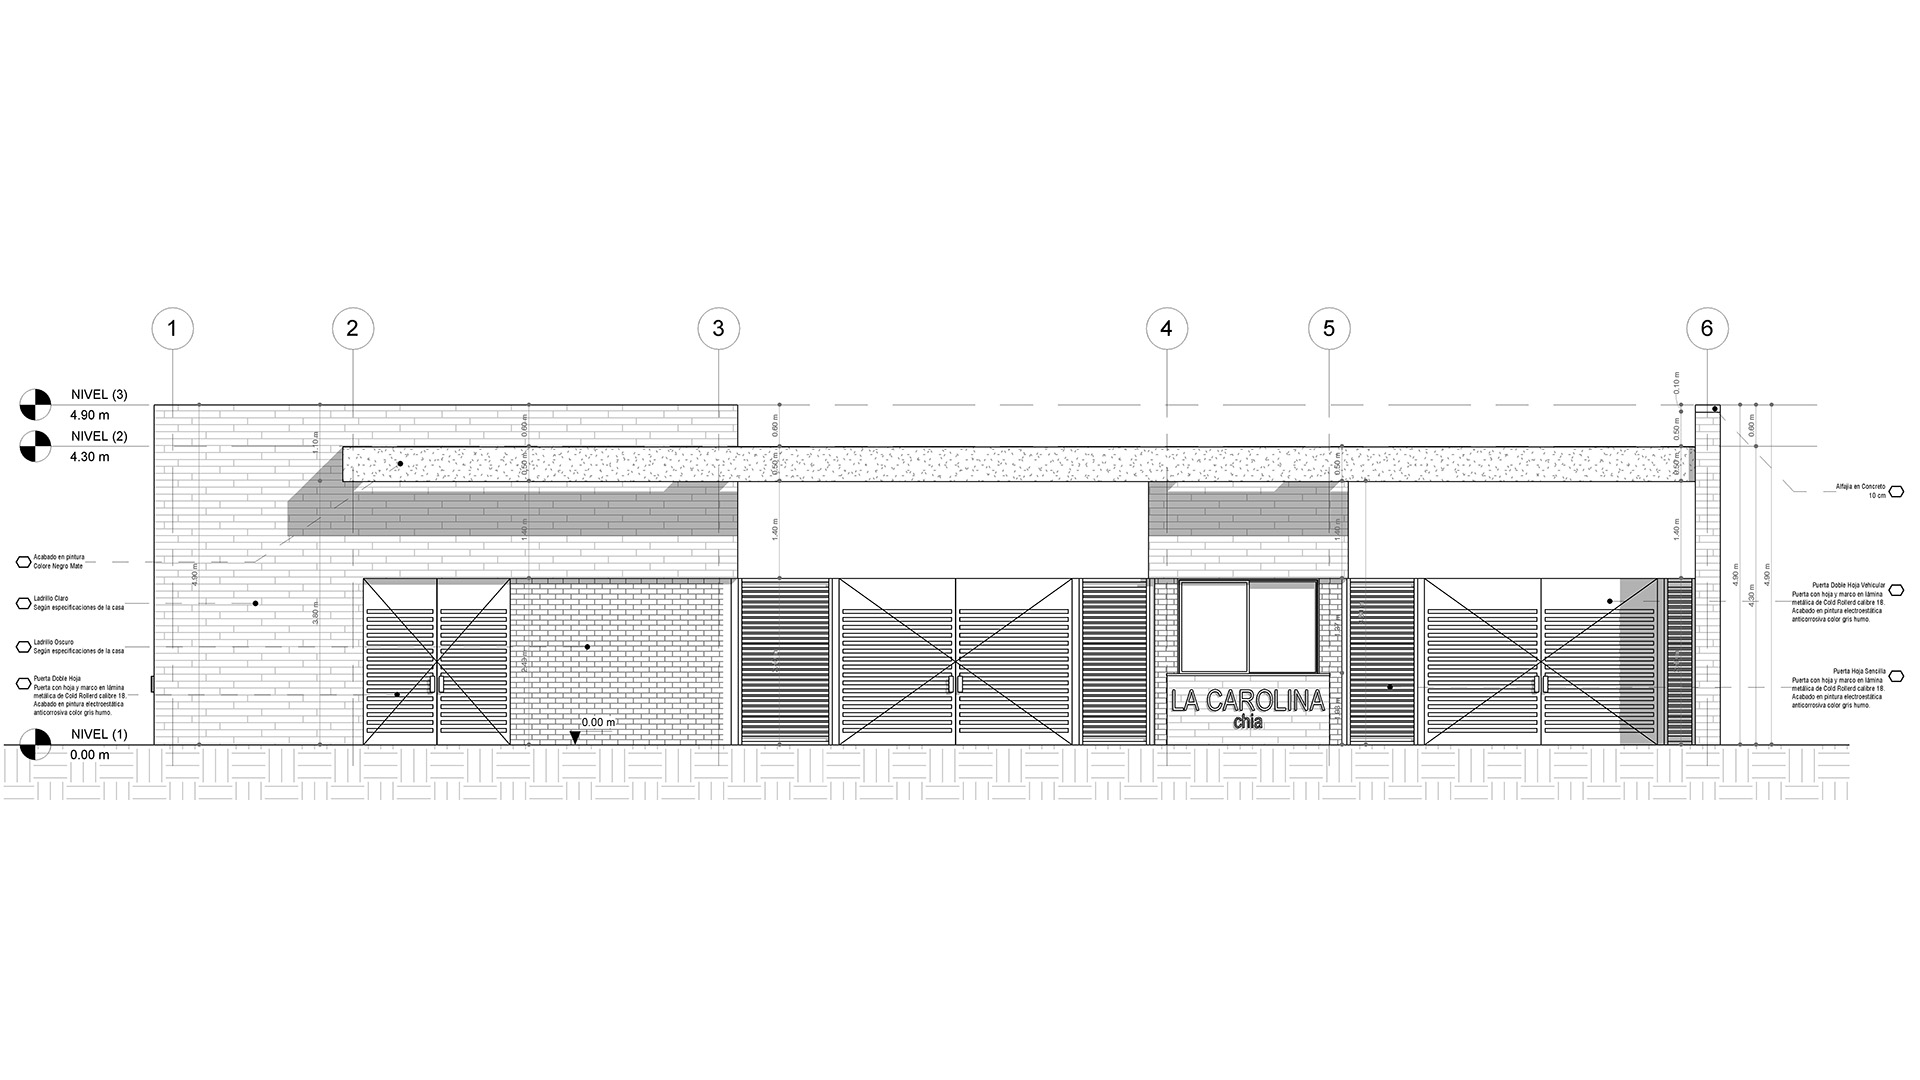 1
2
3
4
5
6
NIVEL (3)
4.90 m
NIVEL (2)
4.30 m
0.10 m
0.60 m
0.60 m
0.50 m
0.60 m
1.10 m
0.50 m
0.50 m
0.50 m
0.50 m
Alfajia en Concreto
10 cm
1.40 m
1.40 m
1.40 m
1.40 m
Acabado en pintura
Colore Negro Mate
4.90 m
4.90 m
4.30 m
4.90 m
Ladrillo Claro
Según especificaciones de la casa
3.80 m
Puerta Doble Hoja Vehicular
Puerta con hoja y marco en lámina
metálica de Cold Rollerd calibre 18.
Acabado en pintura electroestática
anticorrosiva color gris humo.
Ladrillo Oscuro
Según especificaciones de la casa
Puerta Doble Hoja
Puerta con hoja y marco en lámina
metálica de Cold Rollerd calibre 18.
Acabado en pintura electroestática
anticorrosiva color gris humo.
Puerta Hoja Sencilla
Puerta con hoja y marco en lámina
metálica de Cold Rollerd calibre 18.
Acabado en pintura electroestática
anticorrosiva color gris humo.
LA CAROLINA
chia
0.00 m
NIVEL (1)
0.00 m